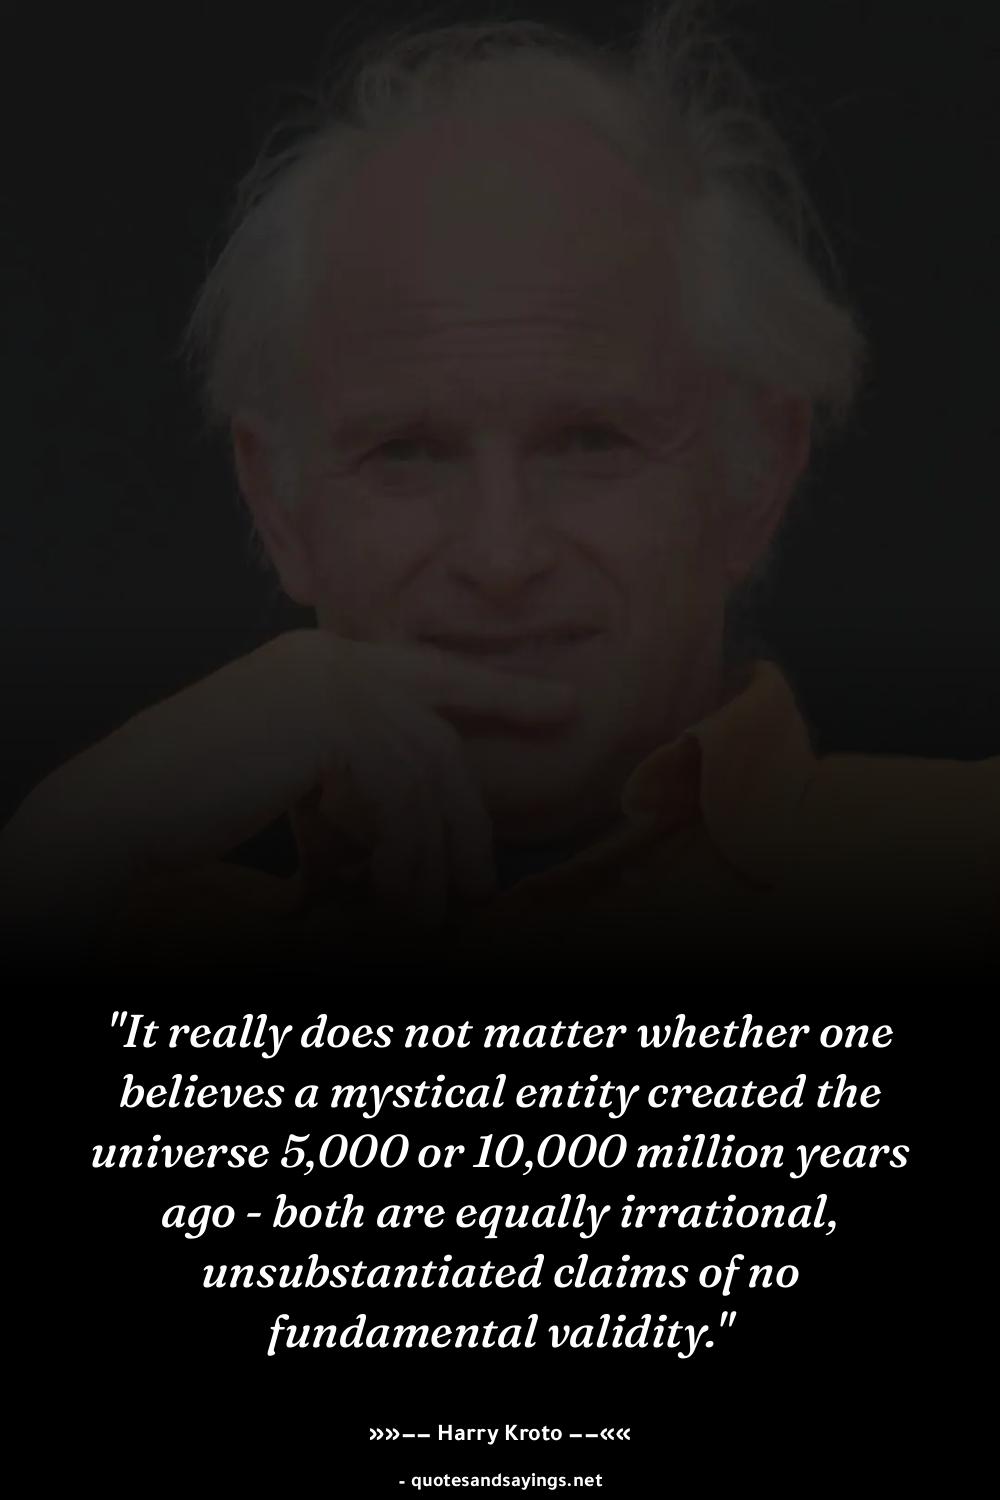 "It really does not matter whether one
believes a mystical entity created the
universe 5,000 or 10,000 million years
ago - both are equally irrational,
unsubstantiated claims of no
fundamental validity."
»»−− Harry Kroto −−««
- quotesandsayings.net